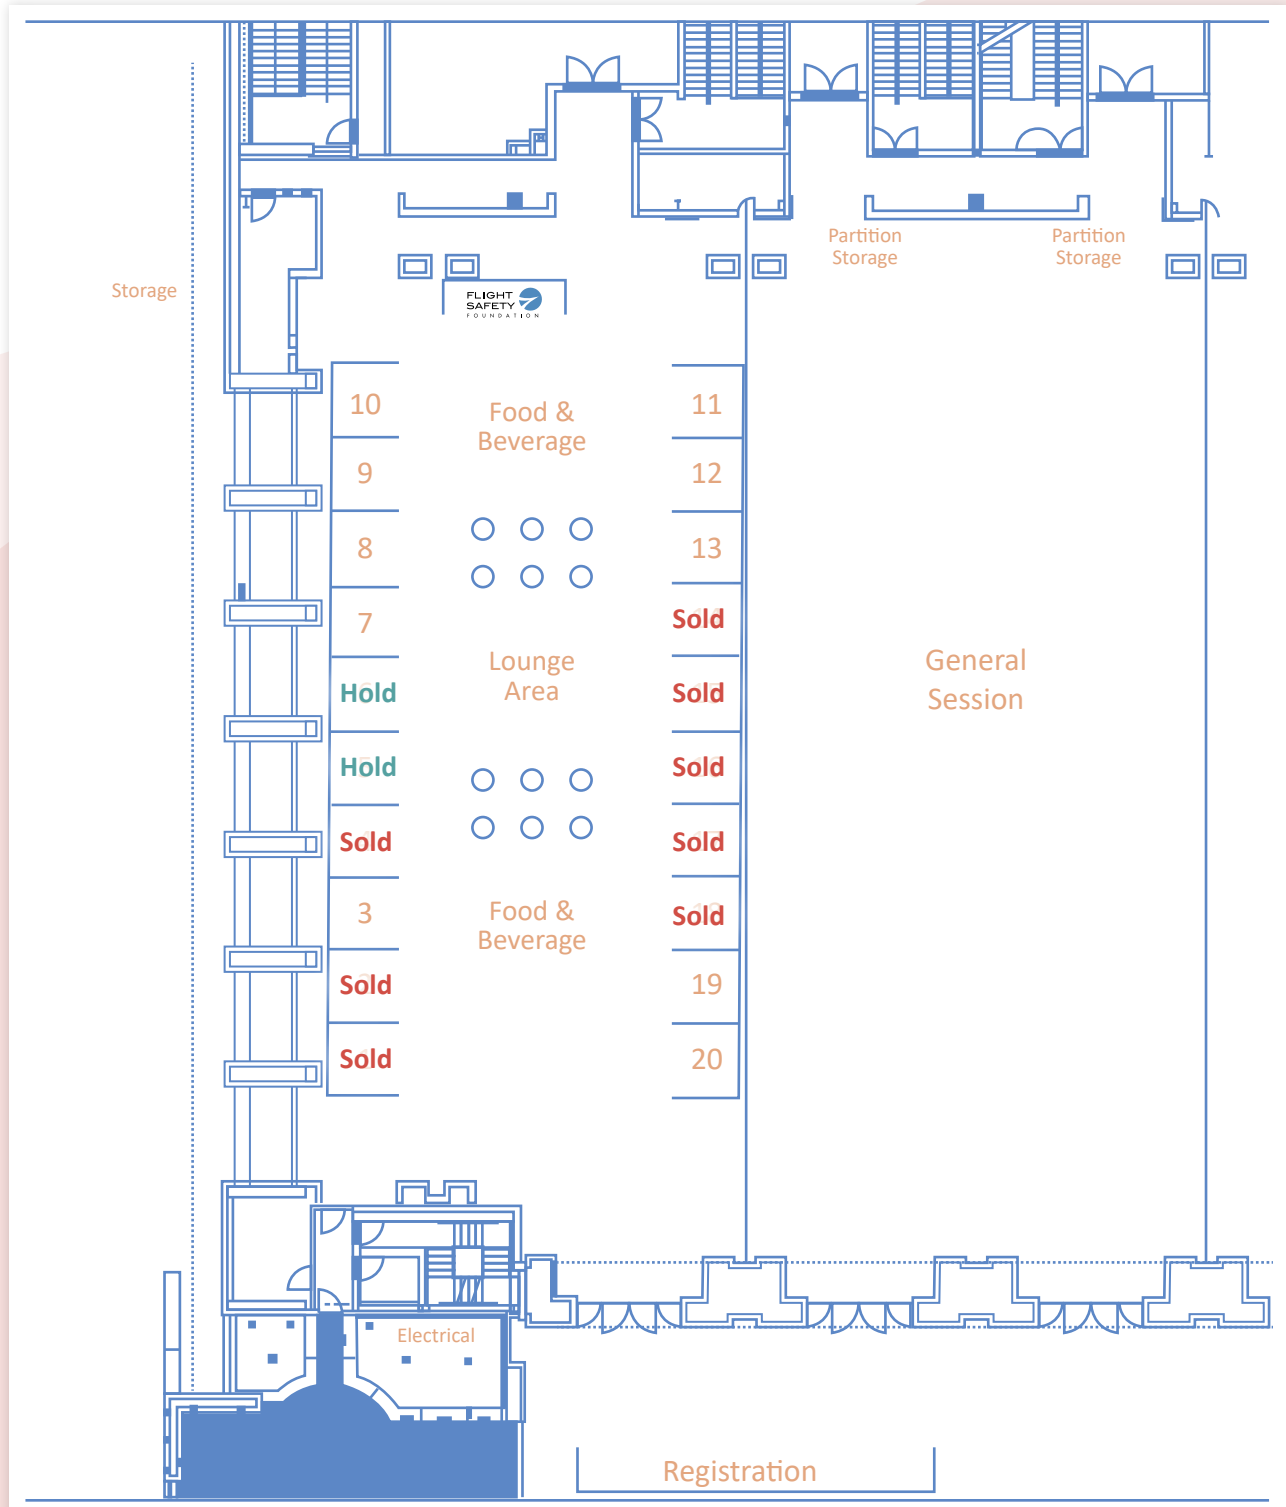 Partition
Storage
Partition
Storage
Storage
FLIGHT
SAFETY
FOUNDATION
10
Food &
Beverage
11
9
12
8
13
7
Sold
Lounge
Area
General
Session
Hold
Sold
Hold
Sold
Sold
Sold
3
Food &
Beverage
Sold
Sold
19
Sold
20
Electrical
Registration